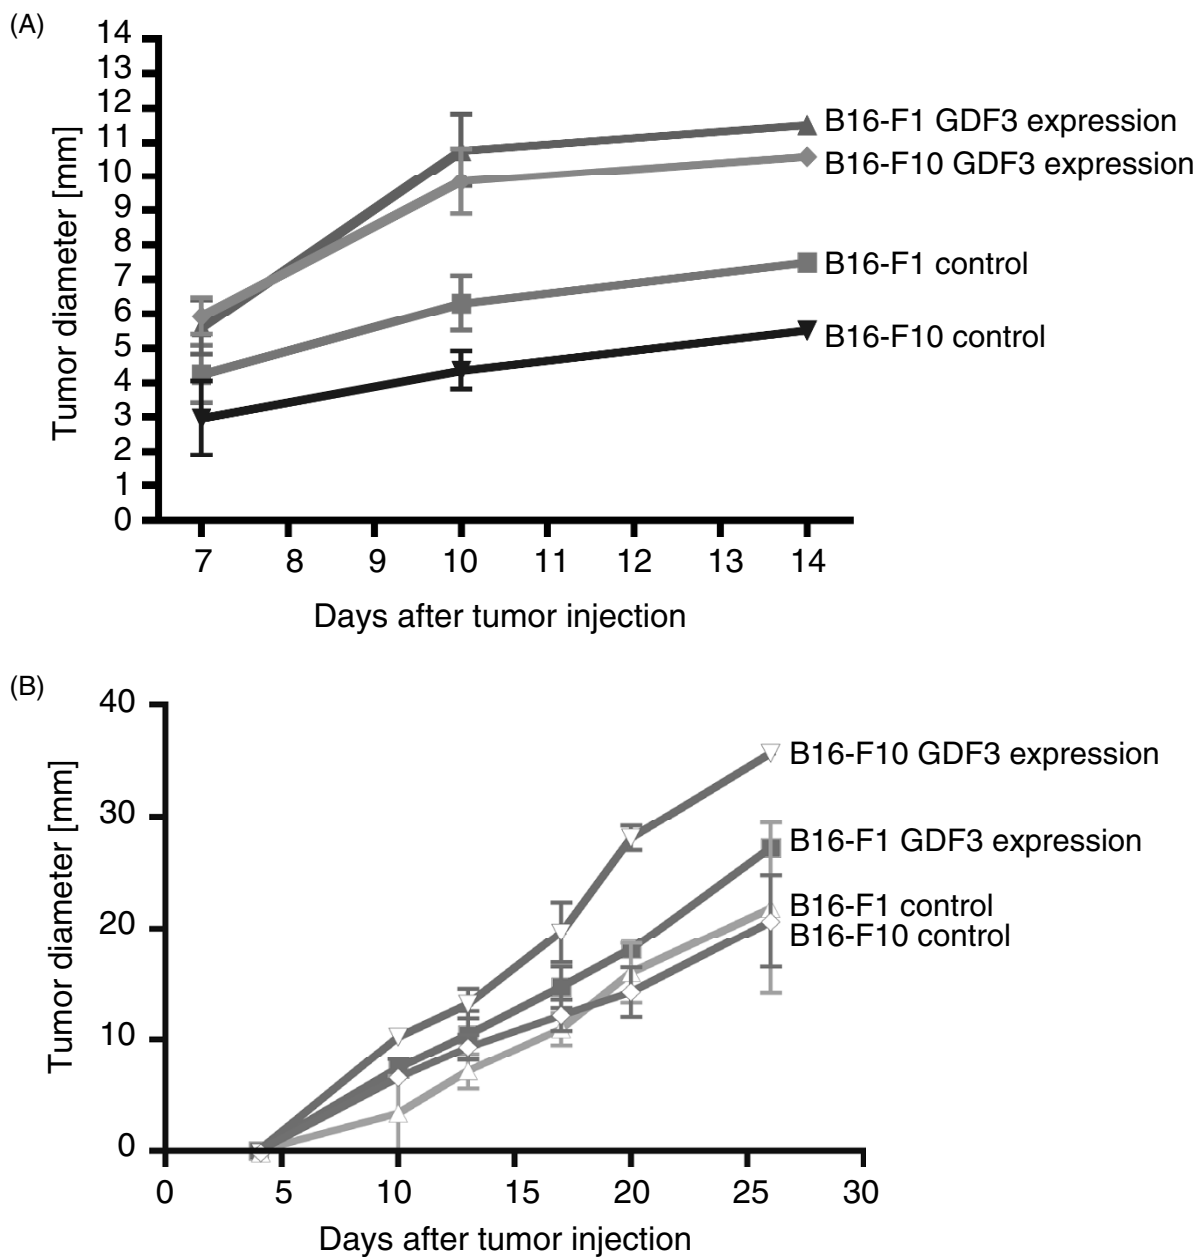 (A)
14
13
12
11
10
9
8
7
6
5
4
3
2
1
0
Tumor diameter [mm]
B16-F1 GDF3 expression
B16-F10 GDF3 expression
B16-F1 control
B16-F10 control
7 8 9 10 11 12 13 14
Days after tumor injection
(B)
40
30
20
10
0
Tumor diameter [mm]
B16-F10 GDF3 expression
B16-F1 GDF3 expression
B16-F1 control
B16-F10 control
0 5 10 15 20 25 30
Days after tumor injection